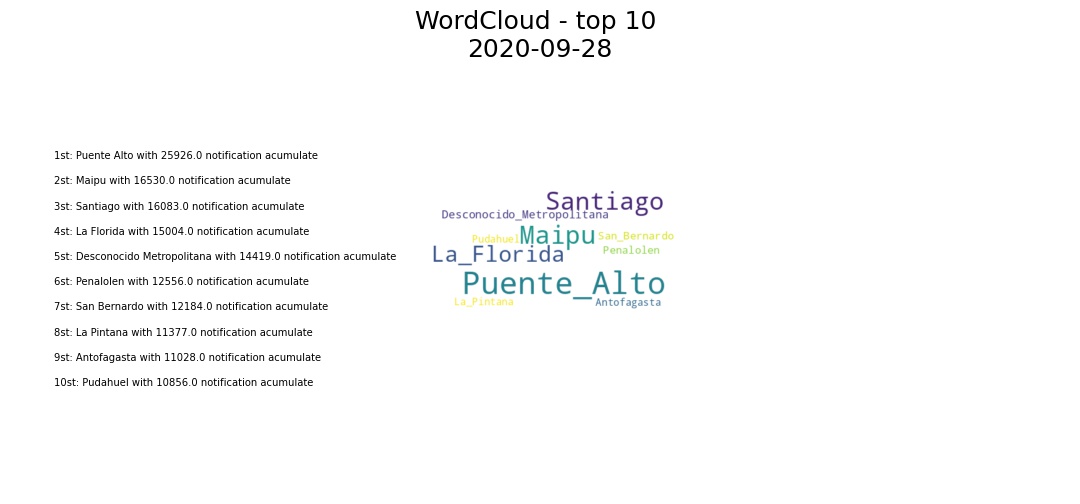 WordCloud - top 10
2020-09-28
1st: Puente Alto with 25926.0 notification acumulate
2st: Maipu with 16530.0 notification acumulate
3st: Santiago with 16083.0 notification acumulate
4st: La Florida with 15004.0 notification acumulate
5st: Desconocido Metropolitana with 14419.0 notification acumulate
6st: Penalolen with 12556.0 notification acumulate
7st: San Bernardo with 12184.0 notification acumulate
8st: La Pintana with 11377.0 notification acumulate
9st: Antofagasta with 11028.0 notification acumulate
10st: Pudahuel with 10856.0 notification acumulate
Santiago
Desconocido_Metropolitana
Pudahuel Maipu San_Bernardo
La_Florida Penalolen
Puente_Alto
La_Pintana Antofagasta